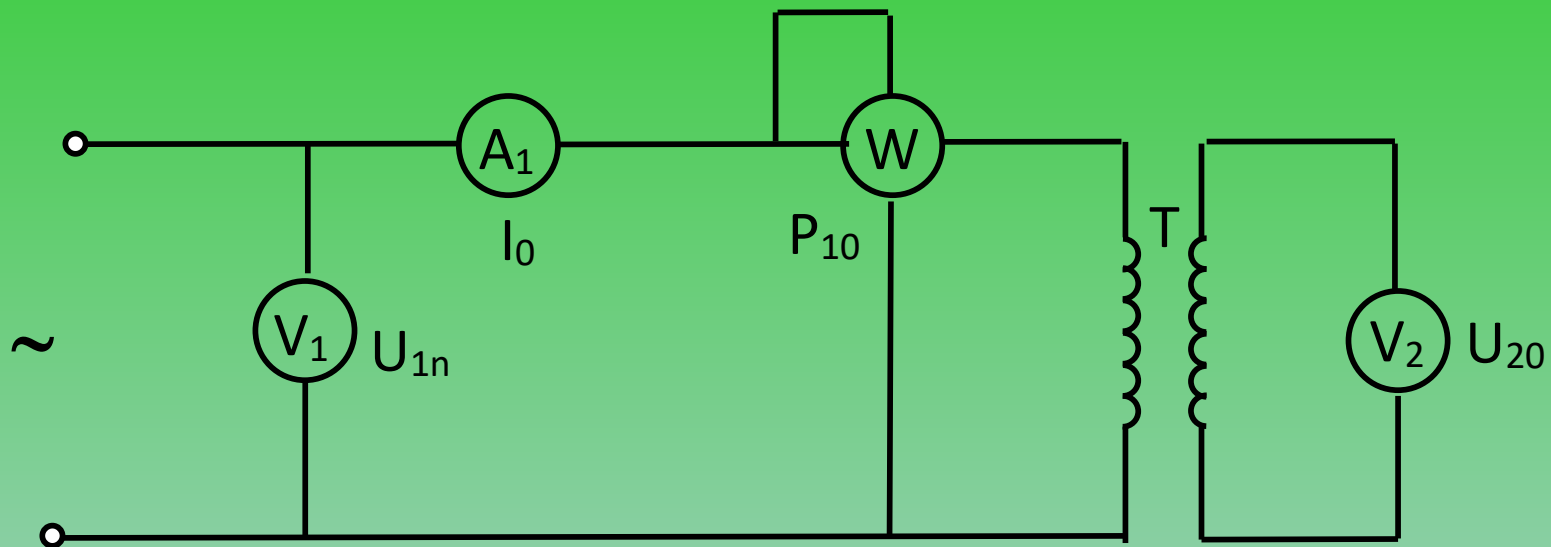 A₁
W
I₀
P₁₀
T
~
V₁
U₁ₙ
V₂
U₂₀